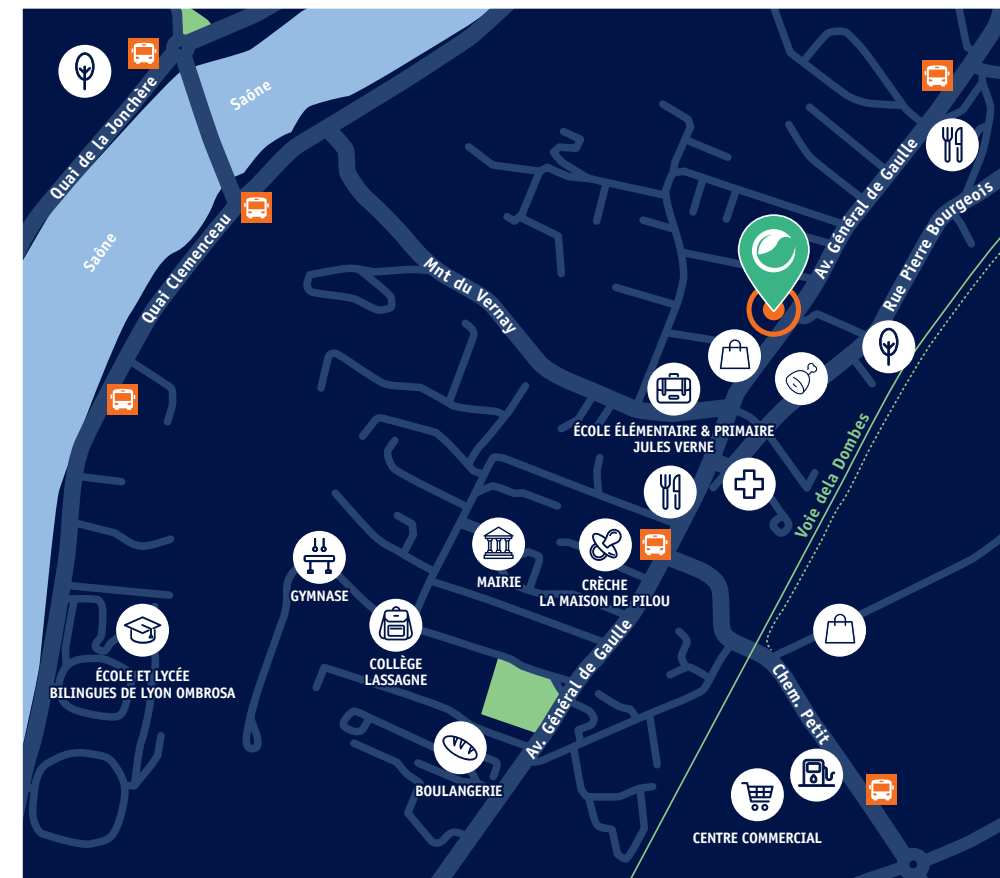 Saône
Quai de la Jonchère
Av. Général de Gaulle
Rue Pierre Bourgeois
Saône
Quai Clemenceau
Mnt du Vernay
ÉCOLE ÉLÉMENTAIRE & PRIMAIRE
JULES VERNE
Voie dela Dombes
MAIRIE
CRÈCHE
LA MAISON DE PILOU
GYMNASE
COLLÈGE
LASSAGNE
ÉCOLE ET LYCÉE
BILINGUES DE LYON OMBROSA
Av. Général de Gaulle
Chem. Petit
BOULANGERIE
CENTRE COMMERCIAL